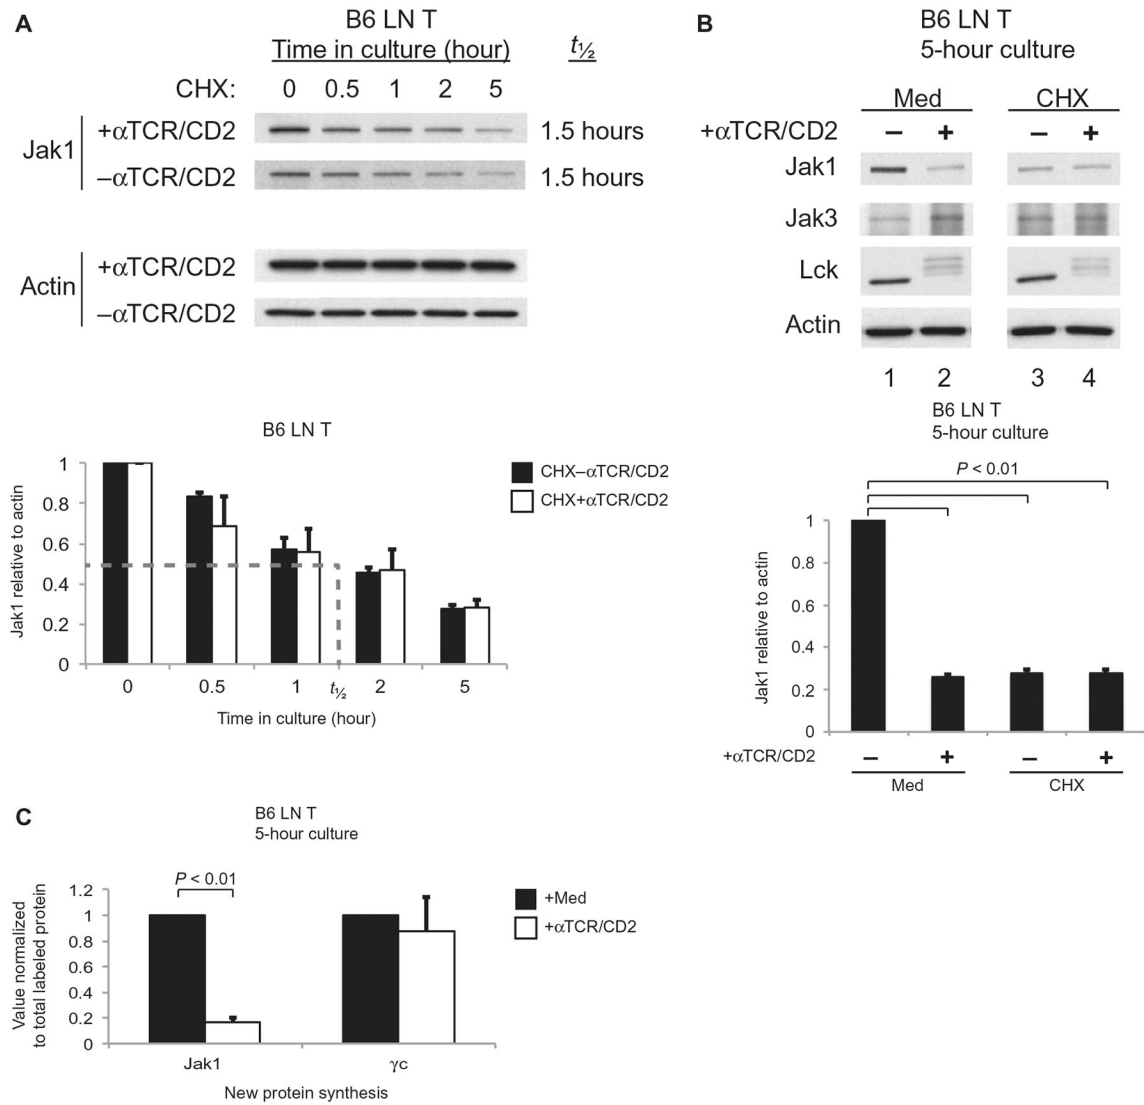 A
B6 LN T
Time in culture (hour)
t½
CHX:
0 0.5 1 2 5
Jak1
+αTCR/CD2
1.5 hours
–αTCR/CD2
1.5 hours
Actin
+αTCR/CD2
–αTCR/CD2
B6 LN T
1
0.8
0.6
0.4
0.2
0
Jak1 relative to actin
CHX–αTCR/CD2
CHX+αTCR/CD2
0 0.5 1 t½ 2 5
Time in culture (hour)
B
B6 LN T
5-hour culture
Med CHX
+αTCR/CD2 – + – +
Jak1
Jak3
Lck
Actin
1 2 3 4
B6 LN T
5-hour culture
P < 0.01
1
0.8
0.6
0.4
0.2
0
Jak1 relative to actin
+αTCR/CD2 – + – +
Med CHX
C
B6 LN T
5-hour culture
P < 0.01
1.2
1
0.8
0.6
0.4
0.2
0
Value normalized
to total labeled protein
+Med
+αTCR/CD2
Jak1 γc
New protein synthesis